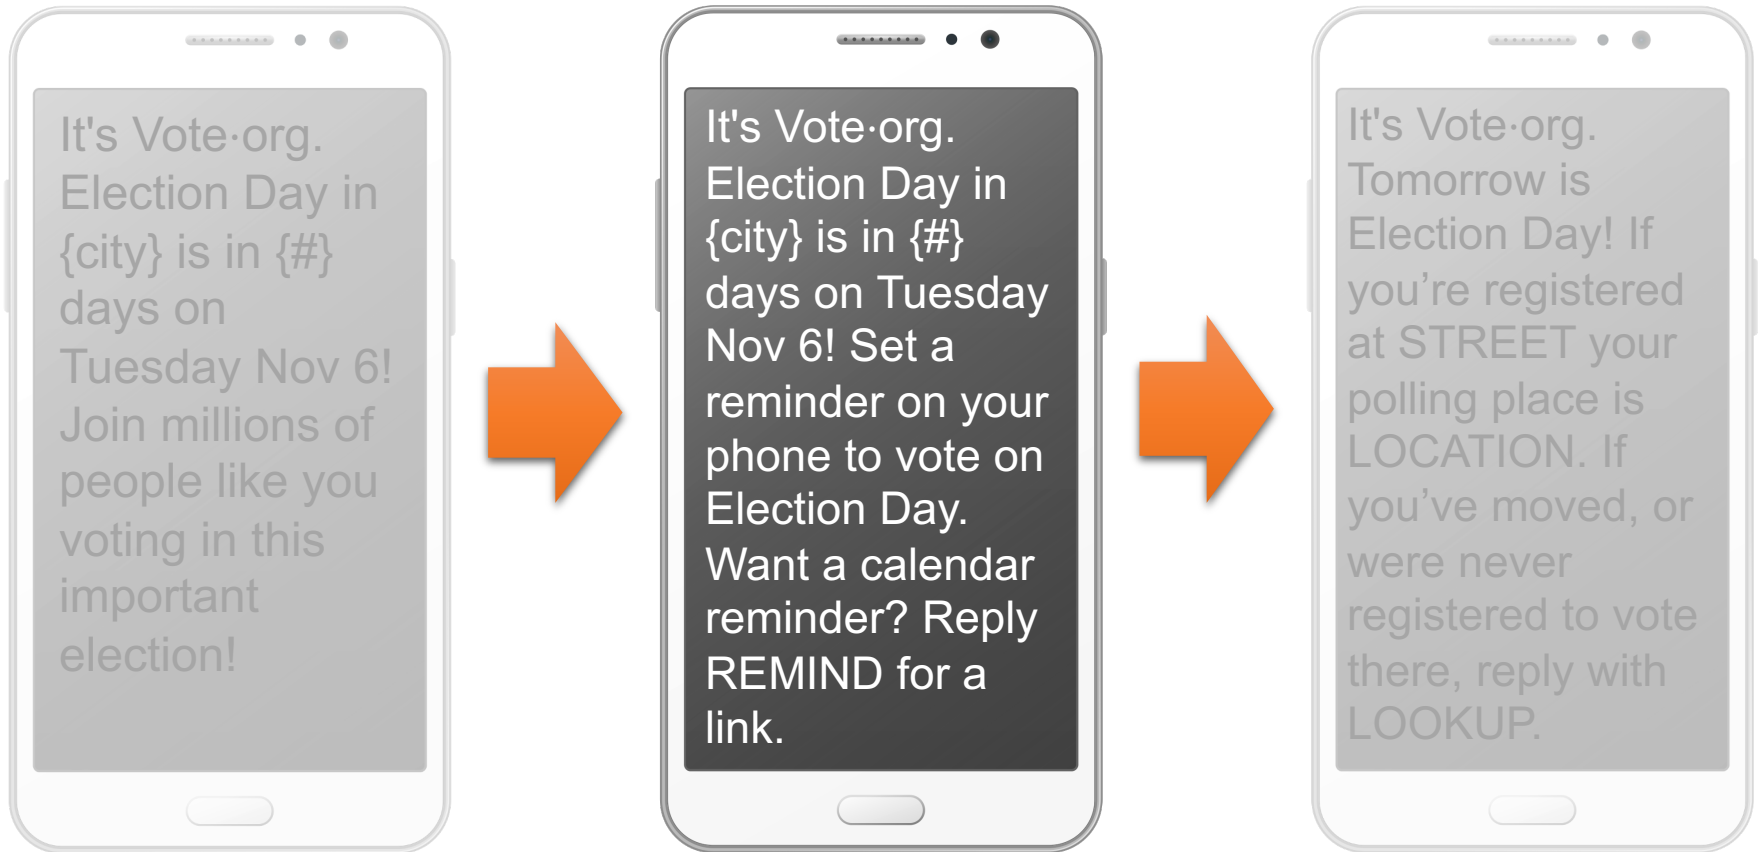 It's Vote·org.
Election Day in
{city} is in {#}
days on
Tuesday Nov 6!
Join millions of
people like you
voting in this
important
election!
It's Vote·org.
Election Day in
{city} is in {#}
days on Tuesday
Nov 6! Set a
reminder on your
phone to vote on
Election Day.
Want a calendar
reminder? Reply
REMIND for a
link.
It's Vote·org.
Tomorrow is
Election Day! If
you’re registered
at STREET your
polling place is
LOCATION. If
you’ve moved, or
were never
registered to vote
there, reply with
LOOKUP.